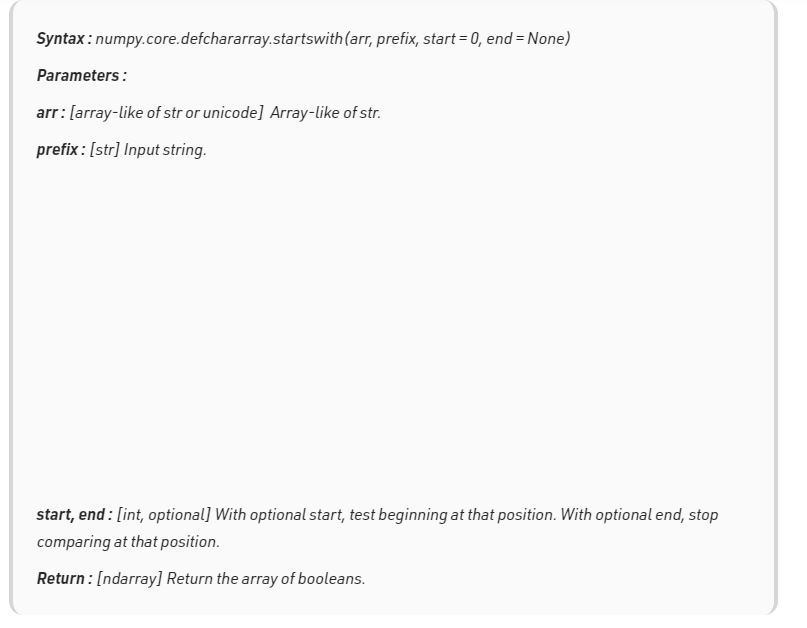 Syntax : numpy.core.defchararray.startswith(arr, prefix, start = 0, end = None)
Parameters :
arr : [array-like of str or unicode]  Array-like of str.
prefix : [str] Input string.
start, end : [int, optional] With optional start, test beginning at that position. With optional end, stop
comparing at that position.
Return : [ndarray] Return the array of booleans.